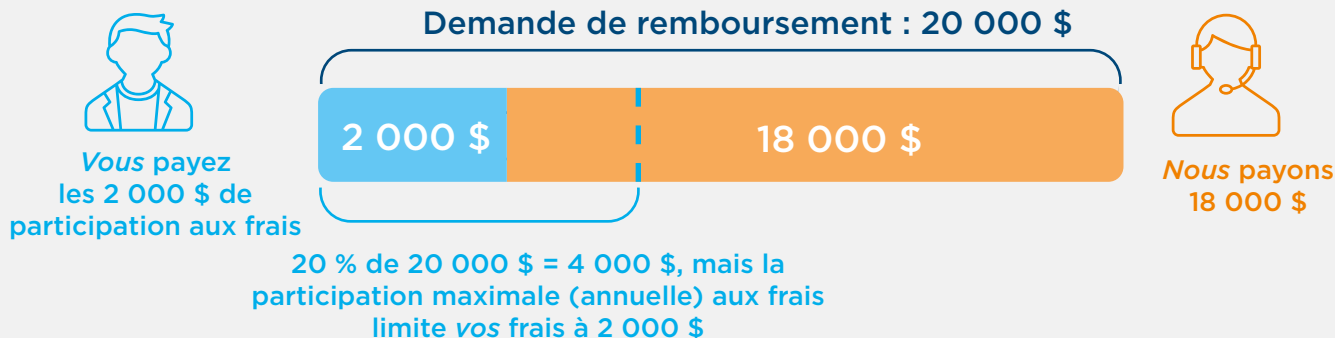 Demande de remboursement : 20 000 $
2 000 $
18 000 $
Vous payez
les 2 000 $ de
participation aux frais
Nous payons
18 000 $
20 % de 20 000 $ = 4 000 $, mais la
participation maximale (annuelle) aux frais
limite vos frais à 2 000 $